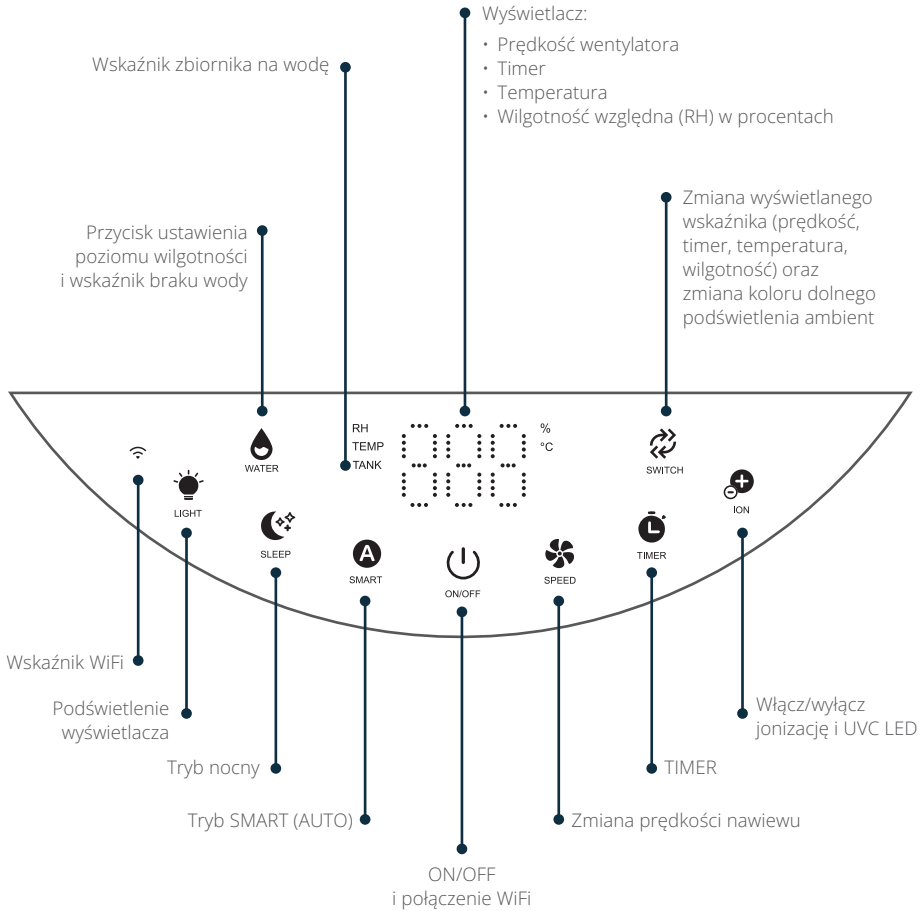 Wyświetlacz:
• Prędkość wentylatora
• Timer
• Temperatura
• Wilgotność względna (RH) w procentach
Wskaźnik zbiornika na wodę
Zmiana wyświetlanego
wskaźnika (prędkość,
timer, temperatura,
wilgotność) oraz
zmiana koloru dolnego
podświetlenia ambient
Przycisk ustawienia
poziomu wilgotności
i wskaźnik braku wody
RH
TEMP
TANK
%
°C
WATER
SWITCH
LIGHT
ION
SLEEP
TIMER
A
SMART
ON/OFF
SPEED
Wskaźnik WiFi
Podświetlenie
wyświetlacza
Włącz/wyłącz
jonizację i UVC LED
Tryb nocny
TIMER
Tryb SMART (AUTO)
Zmiana prędkości nawiewu
ON/OFF
i połączenie WiFi